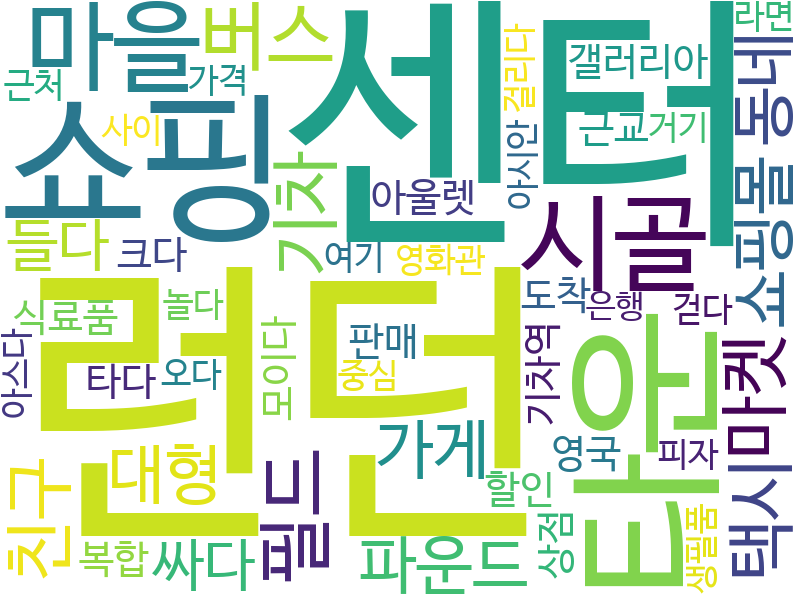 마을
버스
센터
라면
근처
가격
걸리다
갤러리아
동네
쇼핑
사이
기차
아울렛
아시안
근교
거기
들다
크다
여기
영화관
시골
쇼핑몰
식료품
놀다
런던
도착
은행
걷다
아스다
타다
오다
모이다
판매
중심
기차역
타운
마켓
친구
대형
필드
가게
영국
피자
택시
할인
복합
싸다
파운드
상점
생필품